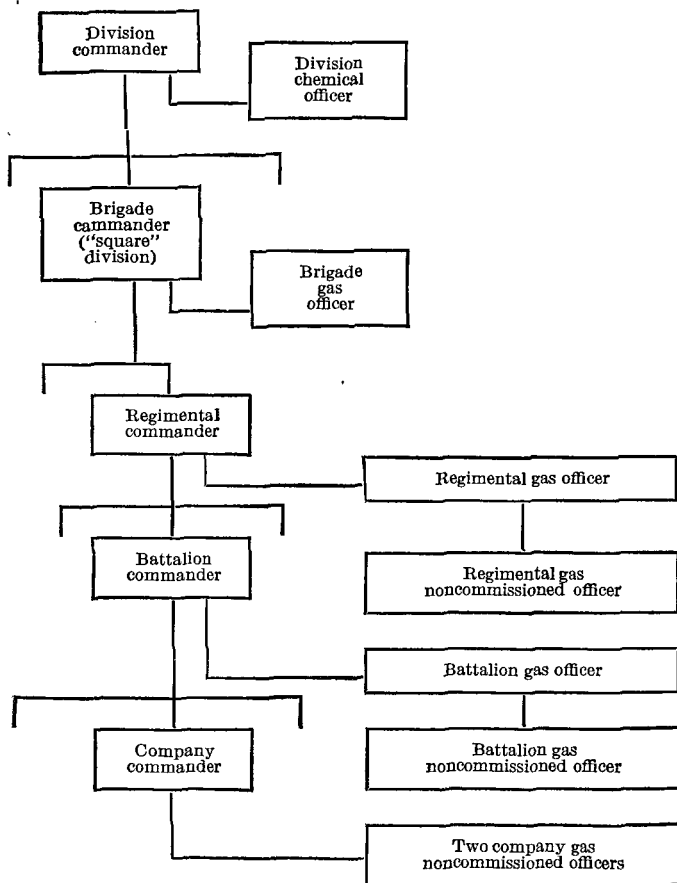 Division
commander
Division
chemical
officer
Brigade
cammander
("square"
division)
Brigade
gas
officer
Regimental
commander
Regimental gas officer
Regimental gas
noncommissioned officer
Battalion
commander
Battalion gas officer
Battalion gas
noncommissioned officer
Company
commander
Two company gas
noncommissioned officers